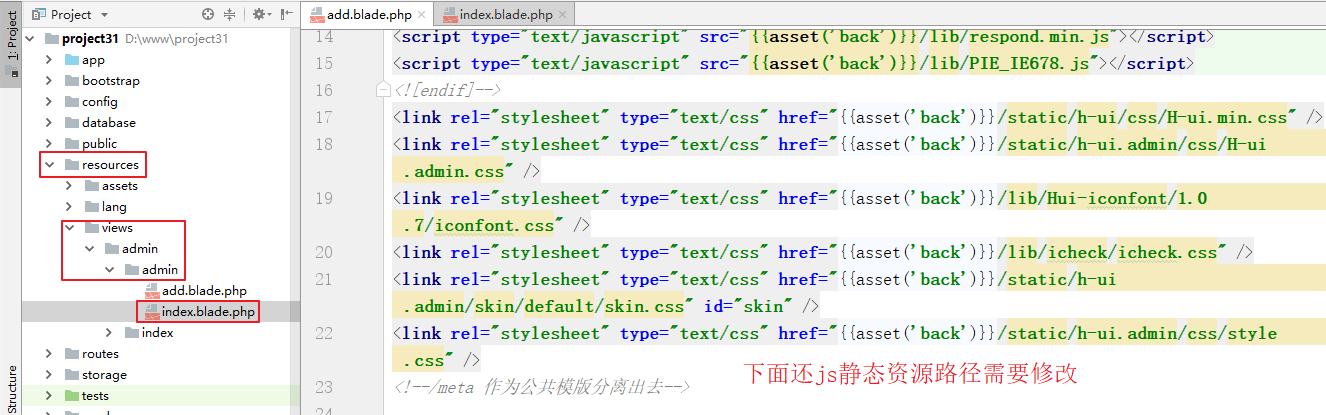 1: Project
Structure
Project
project31 D:\www\project31
app
bootstrap
config
database
public
resources
assets
lang
views
admin
admin
add.blade.php
index.blade.php
index
routes
storage
tests
add.blade.php
index.blade.php
14 <script type="text/javascript" src="{{asset('back')}}/lib/respond.min.js"></script>
15 <script type="text/javascript" src="{{asset('back')}}/lib/PIE_IE678.js"></script>
16 <![endif]-->
17 <link rel="stylesheet" type="text/css" href="{{asset('back')}}/static/h-ui/css/H-ui.min.css" />
18 <link rel="stylesheet" type="text/css" href="{{asset('back')}}/static/h-ui.admin/css/H-ui
.admin.css" />
19 <link rel="stylesheet" type="text/css" href="{{asset('back')}}/lib/Hui-iconfont/1.0
.7/iconfont.css" />
20 <link rel="stylesheet" type="text/css" href="{{asset('back')}}/lib/icheck/icheck.css" />
21 <link rel="stylesheet" type="text/css" href="{{asset('back')}}/static/h-ui
.admin/skin/default/skin.css" id="skin" />
22 <link rel="stylesheet" type="text/css" href="{{asset('back')}}/static/h-ui.admin/css/style
.css" />
23 <!--/meta 作为公共模版分离出去-->
24
下面还js静态资源路径需要修改